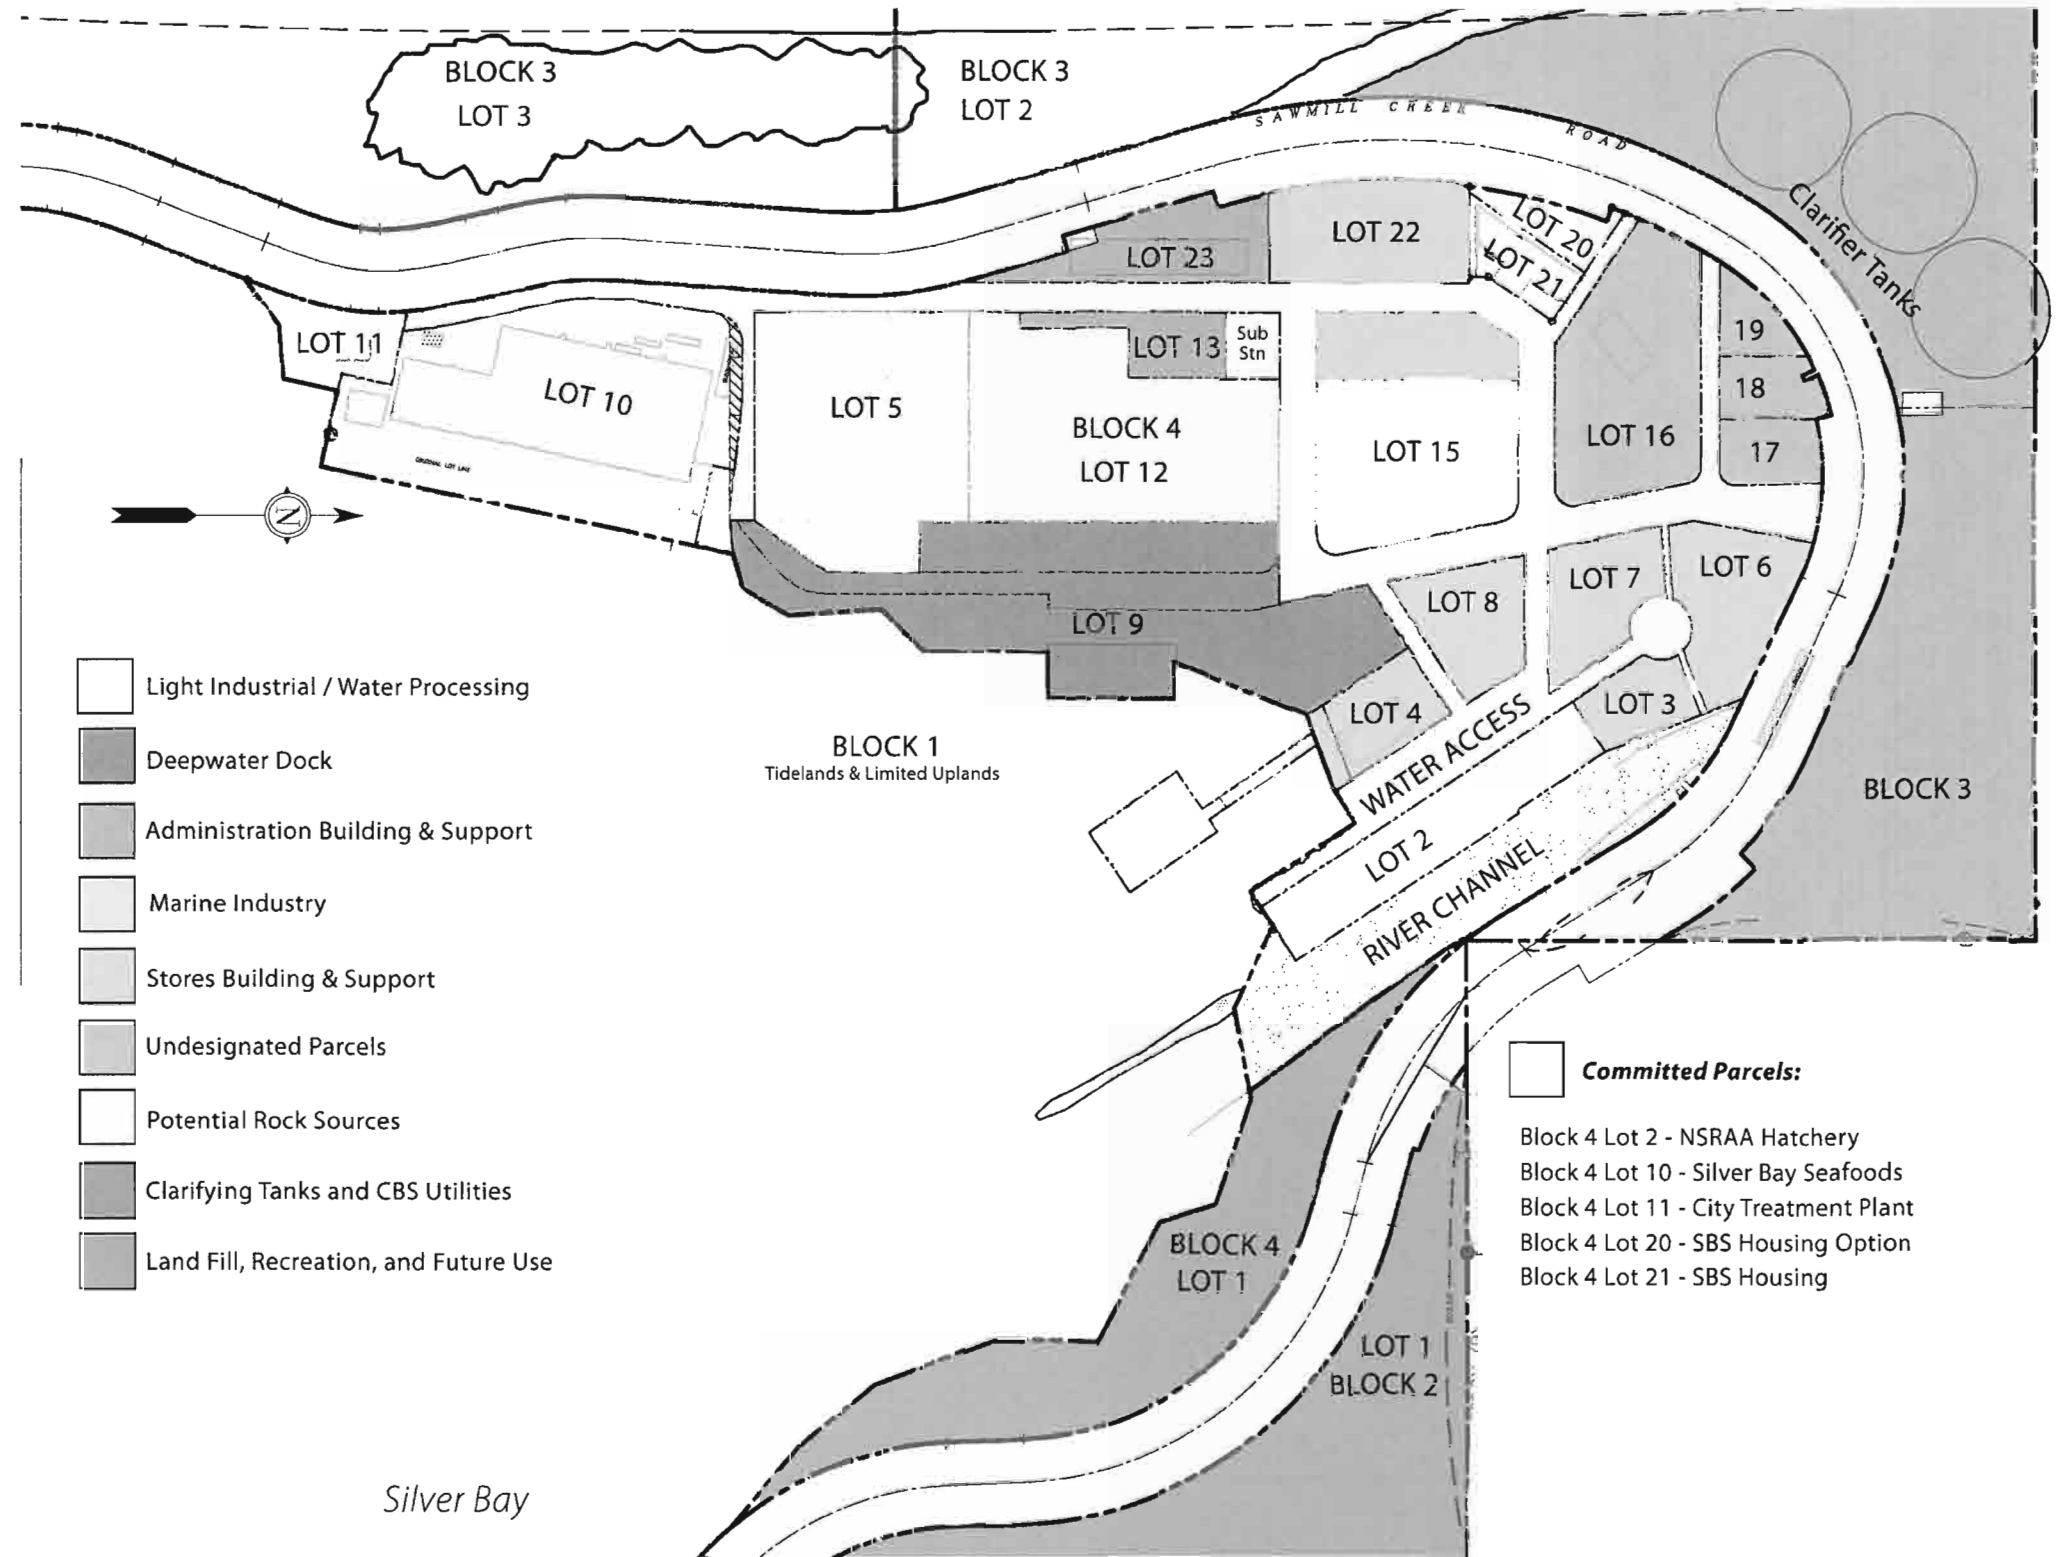 BLOCK 3
LOT 3
BLOCK 3
LOT 2
SAWMILL CREEK ROAD
Clarifier Tanks
LOT 20
LOT 21
LOT 22
LOT 23
LOT 11
LOT 10
ORIGINAL LOT LINE
LOT 5
LOT 13
Sub
Stn
BLOCK 4
LOT 12
LOT 15
LOT 16
19
18
17
N
LOT 9
LOT 8
LOT 7
LOT 6
LOT 4
LOT 3
WATER ACCESS
LOT 2
RIVER CHANNEL
BLOCK 1
Tidelands & Limited Uplands
BLOCK 3
Light Industrial / Water Processing
Deepwater Dock
Administration Building & Support
Marine Industry
Stores Building & Support
Undesignated Parcels
Potential Rock Sources
Clarifying Tanks and CBS Utilities
Land Fill, Recreation, and Future Use
Committed Parcels:
Block 4 Lot 2 - NSRAA Hatchery
Block 4 Lot 10 - Silver Bay Seafoods
Block 4 Lot 11 - City Treatment Plant
Block 4 Lot 20 - SBS Housing Option
Block 4 Lot 21 - SBS Housing
BLOCK 4
LOT 1
LOT 1
BLOCK 2
Silver Bay